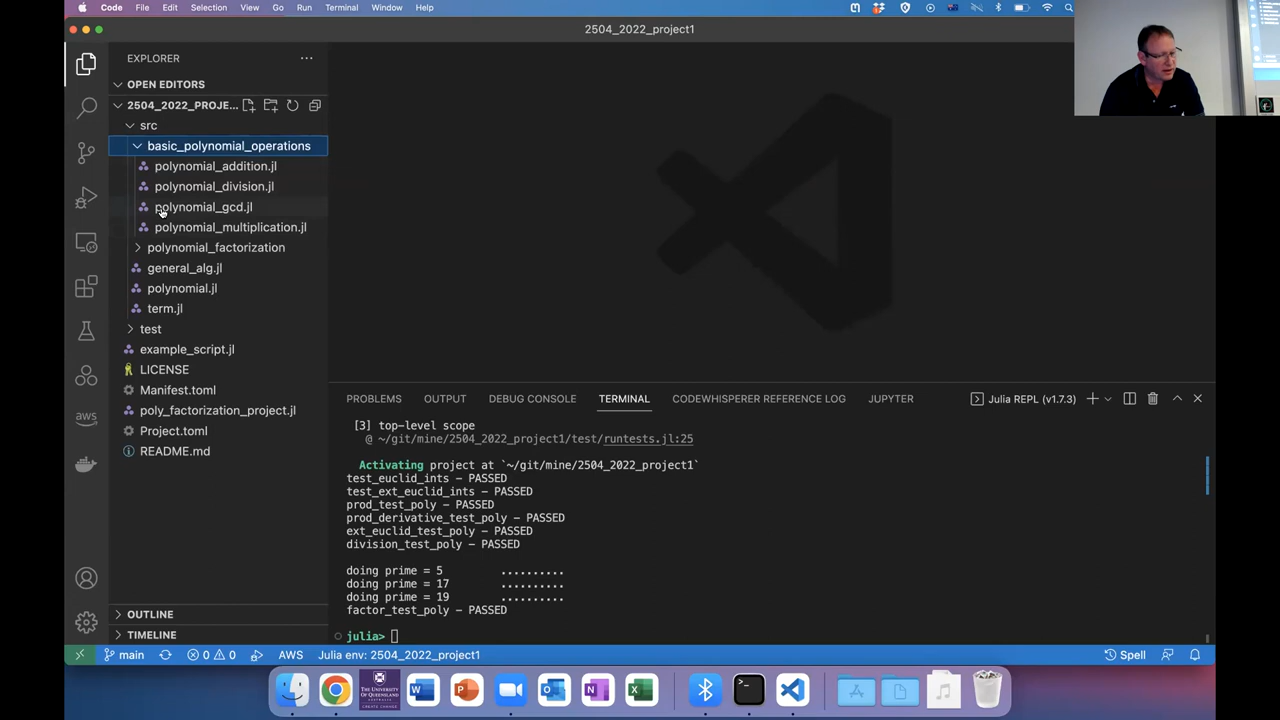 Code File Edit Selection View Go Run Terminal Window Help
2504_2022_project1
EXPLORER
OPEN EDITORS
2504_2022_PROJE...
src
basic_polynomial_operations
polynomial_addition.jl
polynomial_division.jl
polynomial_gcd.jl
polynomial_multiplication.jl
polynomial_factorization
general_alg.jl
polynomial.jl
term.jl
test
example_script.jl
LICENSE
Manifest.toml
poly_factorization_project.jl
Project.toml
README.md
aws
OUTLINE
TIMELINE
PROBLEMS OUTPUT DEBUG CONSOLE TERMINAL CODEWHISPERER REFERENCE LOG JUPYTER Julia REPL (v1.7.3)
[3] top-level scope
@ ~/git/mine/2504_2022_project1/test/runtests.jl:25
Activating project at `~/git/mine/2504_2022_project1`
test_euclid_ints - PASSED
test_ext_euclid_ints - PASSED
prod_test_poly - PASSED
prod_derivative_test_poly - PASSED
ext_euclid_test_poly - PASSED
division_test_poly - PASSED
doing prime = 5 ..........
doing prime = 17 ..........
doing prime = 19 ..........
factor_test_poly - PASSED
julia>
main 0 0 AWS Julia env: 2504_2022_project1 Spell